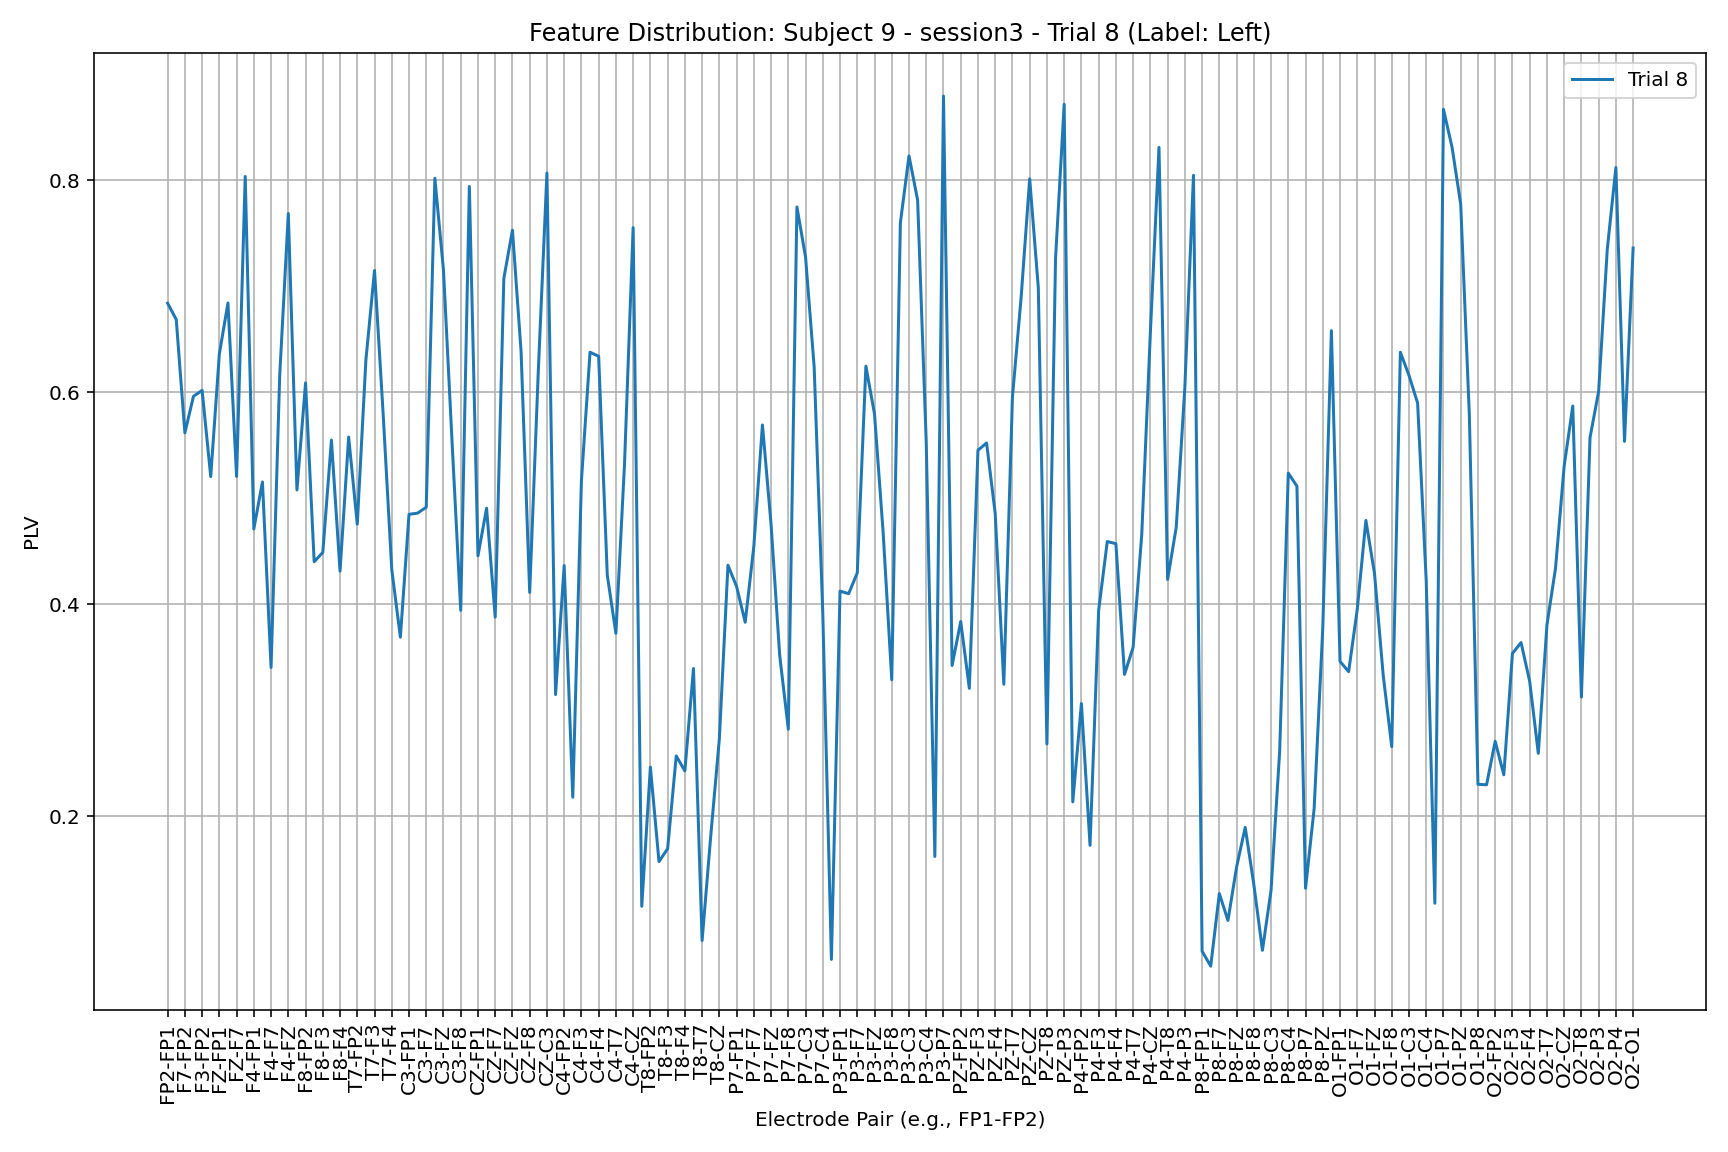 Feature Distribution: Subject 9 - session3 - Trial 8 (Label: Left)
Trial 8
PLV
0.8
0.6
0.4
0.2
FP2-FP1
F7-FP2
F3-FP2
FZ-FP1
FZ-F7
F4-FP1
F4-F7
F4-FZ
F8-FP2
F8-F3
F8-F4
T7-FP2
T7-F3
T7-F4
C3-FP1
C3-F7
C3-FZ
C3-F8
CZ-FP1
CZ-F7
CZ-FZ
CZ-F8
CZ-C3
C4-FP2
C4-F3
C4-F4
C4-T7
C4-CZ
T8-FP2
T8-F3
T8-F4
T8-T7
T8-CZ
P7-FP1
P7-F7
P7-FZ
P7-F8
P7-C3
P7-C4
P3-FP1
P3-F7
P3-FZ
P3-F8
P3-C3
P3-C4
P3-P7
PZ-FP2
PZ-F3
PZ-F4
PZ-T7
PZ-CZ
PZ-T8
PZ-P3
P4-FP2
P4-F3
P4-F4
P4-T7
P4-CZ
P4-T8
P4-P3
P8-FP1
P8-F7
P8-FZ
P8-F8
P8-C3
P8-C4
P8-P7
P8-PZ
O1-FP1
O1-F7
O1-FZ
O1-F8
O1-C3
O1-C4
O1-P7
O1-PZ
O1-P8
O2-FP2
O2-F3
O2-F4
O2-T7
O2-CZ
O2-T8
O2-P3
O2-P4
O2-O1
Electrode Pair (e.g., FP1-FP2)